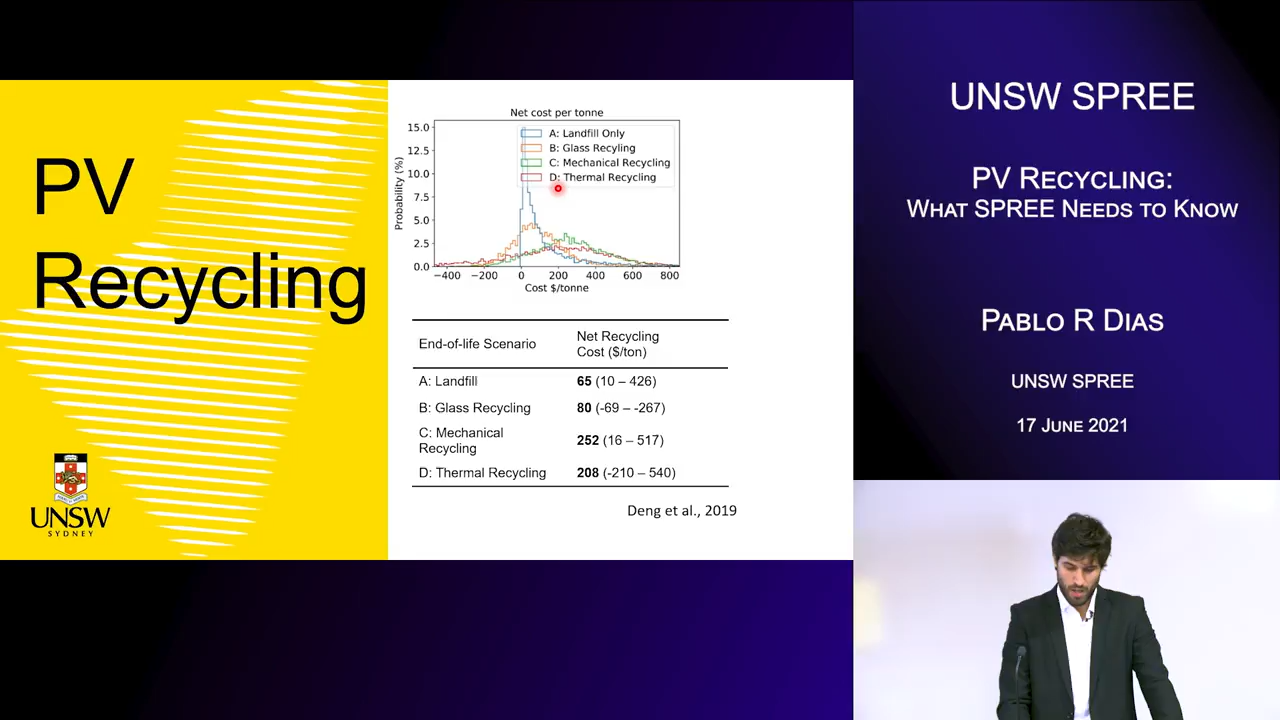 PV
Recycling
UNSW
SYDNEY
Net cost per tonne
15.0
12.5
10.0
7.5
5.0
2.5
0.0
Probability (%)
A: Landfill Only
B: Glass Recyling
C: Mechanical Recycling
D: Thermal Recycling
−400 −200 0 200 400 600 800
Cost $/tonne
End-of-life Scenario
Net Recycling
Cost ($/ton)
A: Landfill
65 (10 – 426)
B: Glass Recycling
80 (-69 – -267)
C: Mechanical
Recycling
252 (16 – 517)
D: Thermal Recycling
208 (-210 – 540)
Deng et al., 2019
UNSW SPREE
PV Recycling:
What SPREE Needs to Know
Pablo R Dias
UNSW SPREE
17 June 2021